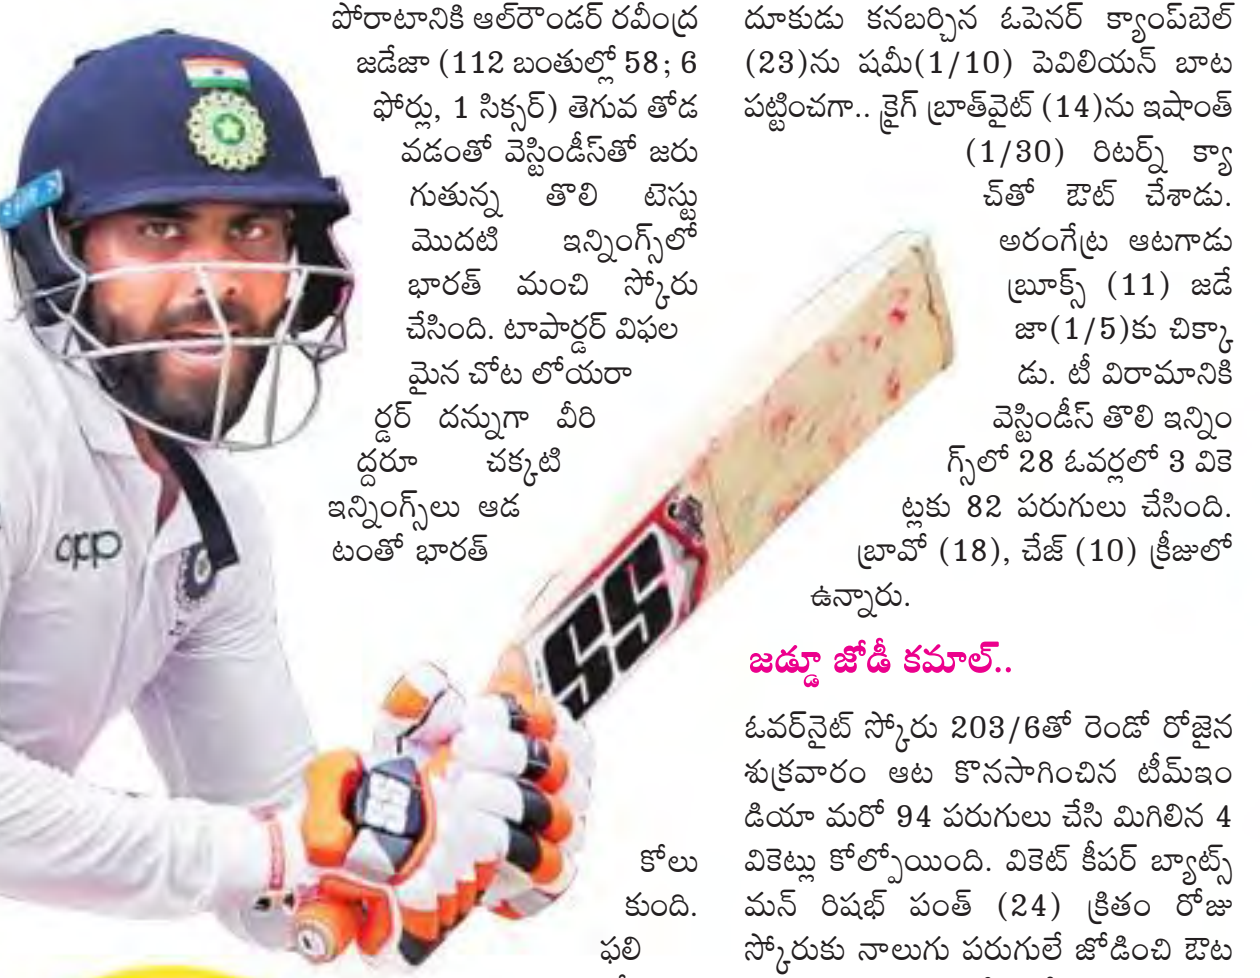 పోరాటానికి ఆల్‌రౌండర్ రవీంద్ర
జడేజా (112 బంతుల్లో 58; 6
ఫోర్లు, 1 సిక్సర్) తెగువ తోడ
వడంతో వెస్టిండీస్‌తో జరు
గుతున్న తొలి టెస్టు
మొదటి ఇన్నింగ్స్‌లో
భారత్ మంచి స్కోరు
చేసింది. టాపార్డర్ విఫల
మైన చోట లోయరా
ర్డర్ దన్నుగా వీరి
ద్దరూ చక్కటి
ఇన్నింగ్స్‌లు ఆడ
టంతో భారత్
కోలు
కుంది.
ఫలి
దూకుడు కనబర్చిన ఓపెనర్ క్యాంప్‌బెల్
(23)ను షమీ(1/10) పెవిలియన్ బాట
పట్టించగా.. క్రైగ్ బ్రాత్‌వైట్ (14)ను ఇషాంత్
(1/30) రిటర్న్ క్యా
చ్‌తో ఔట్ చేశాడు.
అరంగేట్ర ఆటగాడు
బ్రూక్స్ (11) జడే
జా(1/5)కు చిక్కా
డు. టీ విరామానికి
వెస్టిండీస్ తొలి ఇన్నిం
గ్స్‌లో 28 ఓవర్లలో 3 వికె
ట్లకు 82 పరుగులు చేసింది.
బ్రావో (18), చేజ్ (10) క్రీజులో
ఉన్నారు.
జడ్డూ జోడీ కమాల్..
ఓవర్‌నైట్ స్కోరు 203/6తో రెండో రోజైన
శుక్రవారం ఆట కొనసాగించిన టీమ్‌ఇం
డియా మరో 94 పరుగులు చేసి మిగిలిన 4
వికెట్లు కోల్పోయింది. వికెట్ కీపర్ బ్యాట్స్
మన్ రిషభ్ పంత్ (24) క్రితం రోజు
స్కోరుకు నాలుగు పరుగులే జోడించి ఔట
oppo
SS